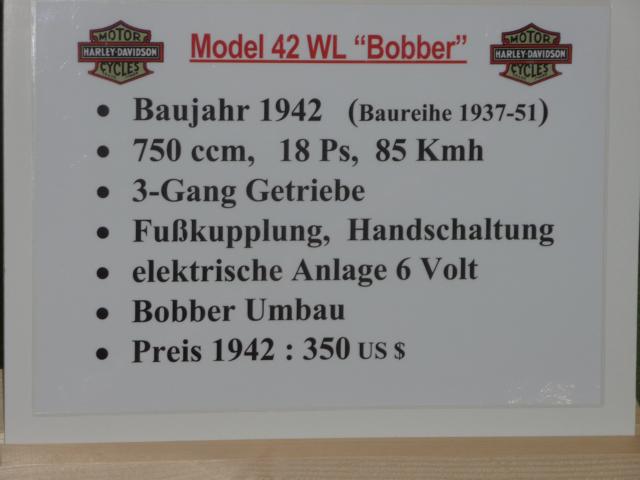 MOTOR
HARLEY-DAVIDSON
CYCLES
Model 42 WL “Bobber”
MOTOR
HARLEY-DAVIDSON
CYCLES
• Baujahr 1942 (Baureihe 1937-51)
• 750 ccm, 18 Ps, 85 Kmh
• 3-Gang Getriebe
• Fußkupplung, Handschaltung
• elektrische Anlage 6 Volt
• Bobber Umbau
• Preis 1942 : 350 US $